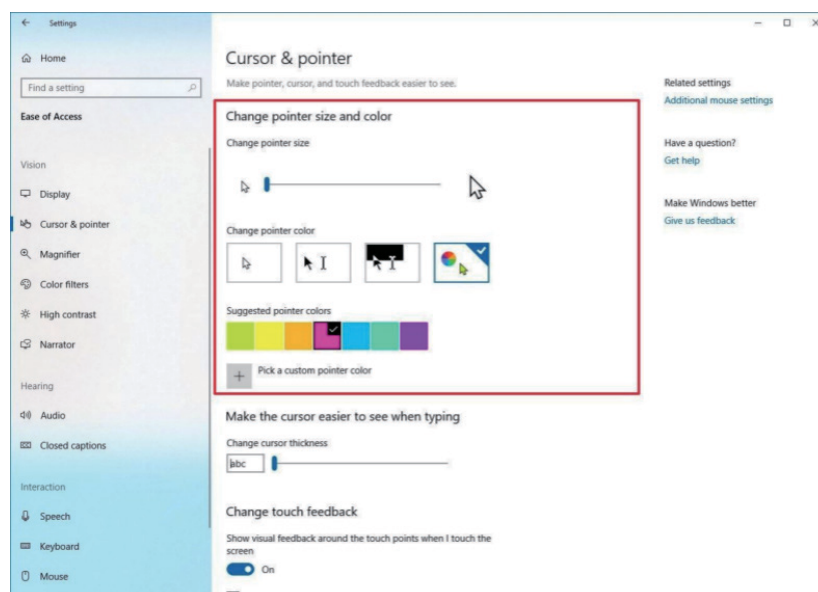 Settings
Home
Find a setting
Ease of Access
Vision
Display
Cursor & pointer
Magnifier
Color filters
High contrast
Narrator
Hearing
Audio
Closed captions
Interaction
Speech
Keyboard
Mouse
Cursor & pointer
Make pointer, cursor, and touch feedback easier to see.
Change pointer size and color
Change pointer size
Change pointer color
Suggested pointer colors
Pick a custom pointer color
Make the cursor easier to see when typing
Change cursor thickness
abc
Change touch feedback
Show visual feedback around the touch points when I touch the
screen
On
Related settings
Additional mouse settings
Have a question?
Get help
Make Windows better
Give us feedback